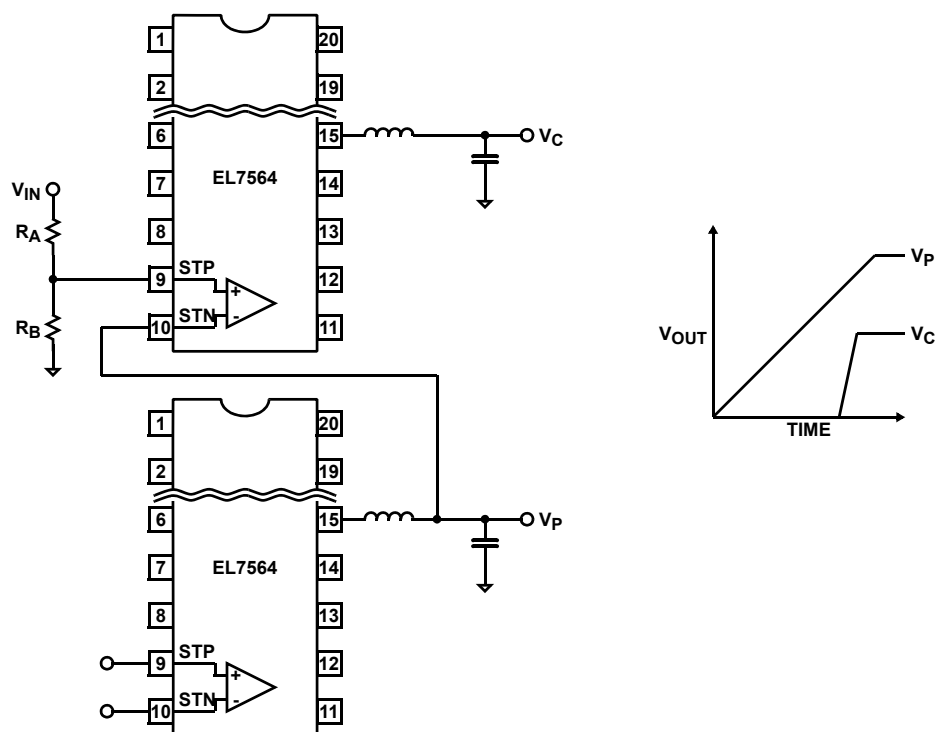 1 20
2 19
6 15 V_C
EL7564
7 14
V_IN
R_A
8 13
9 STP + 12
10 STN - 11
R_B
1 20
2 19
6 15 V_P
EL7564
7 14
8 13
9 STP + 12
10 STN - 11
V_P
V_OUT
V_C
TIME